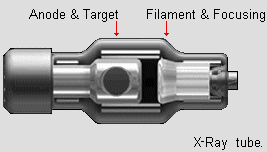 Anode & Target
Filament & Focusing
X-Ray tube.